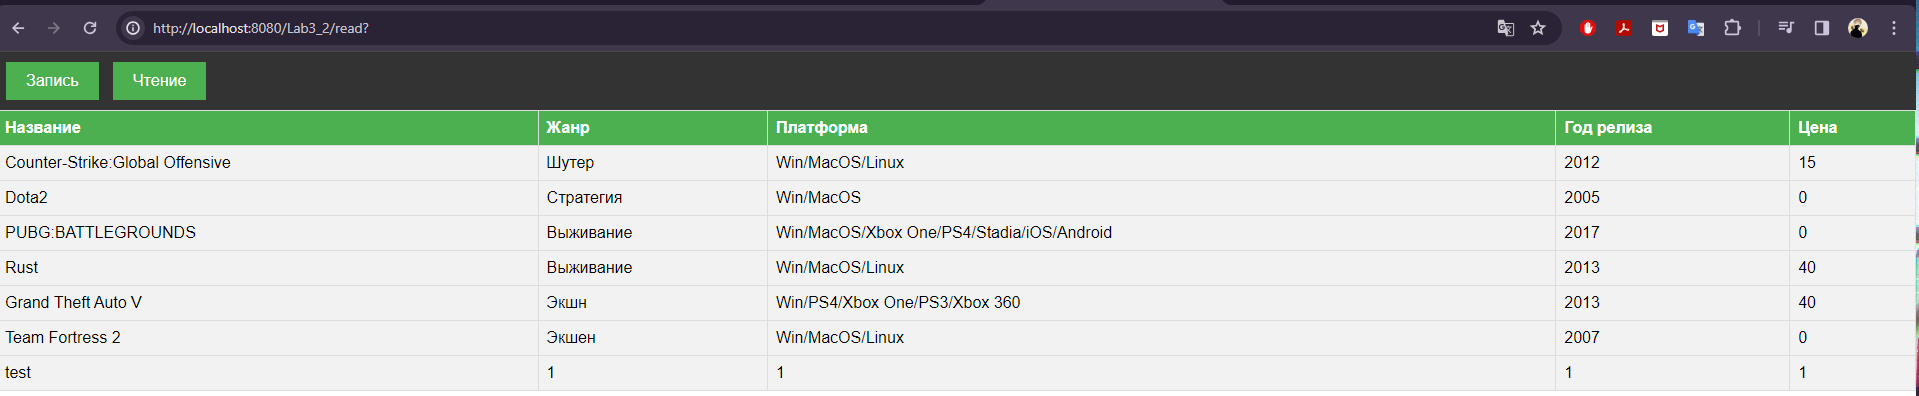 http://localhost:8080/Lab3_2/read?
Запись Чтение
Название Жанр Платформа Год релиза Цена
Counter-Strike:Global Offensive Шутер Win/MacOS/Linux 2012 15
Dota2 Стратегия Win/MacOS 2005 0
PUBG:BATTLEGROUNDS Выживание Win/MacOS/Xbox One/PS4/Stadia/iOS/Android 2017 0
Rust Выживание Win/MacOS/Linux 2013 40
Grand Theft Auto V Экшн Win/PS4/Xbox One/PS3/Xbox 360 2013 40
Team Fortress 2 Экшен Win/MacOS/Linux 2007 0
test 1 1 1 1